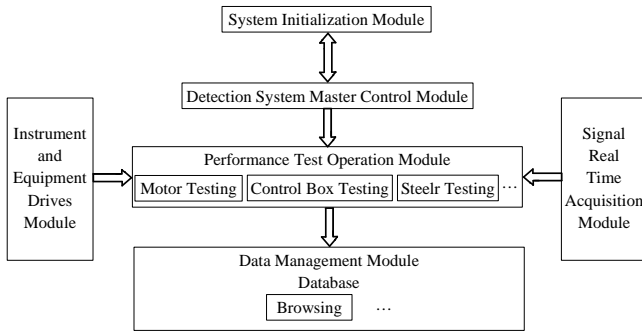 System Initialization Module
Detection System Master Control Module
Instrument
and
Equipment
Drives
Module
Performance Test Operation Module
Motor Testing
Control Box Testing
Steelr Testing
...
Signal
Real
Time
Acquisition
Module
Data Management Module
Database
Browsing
...